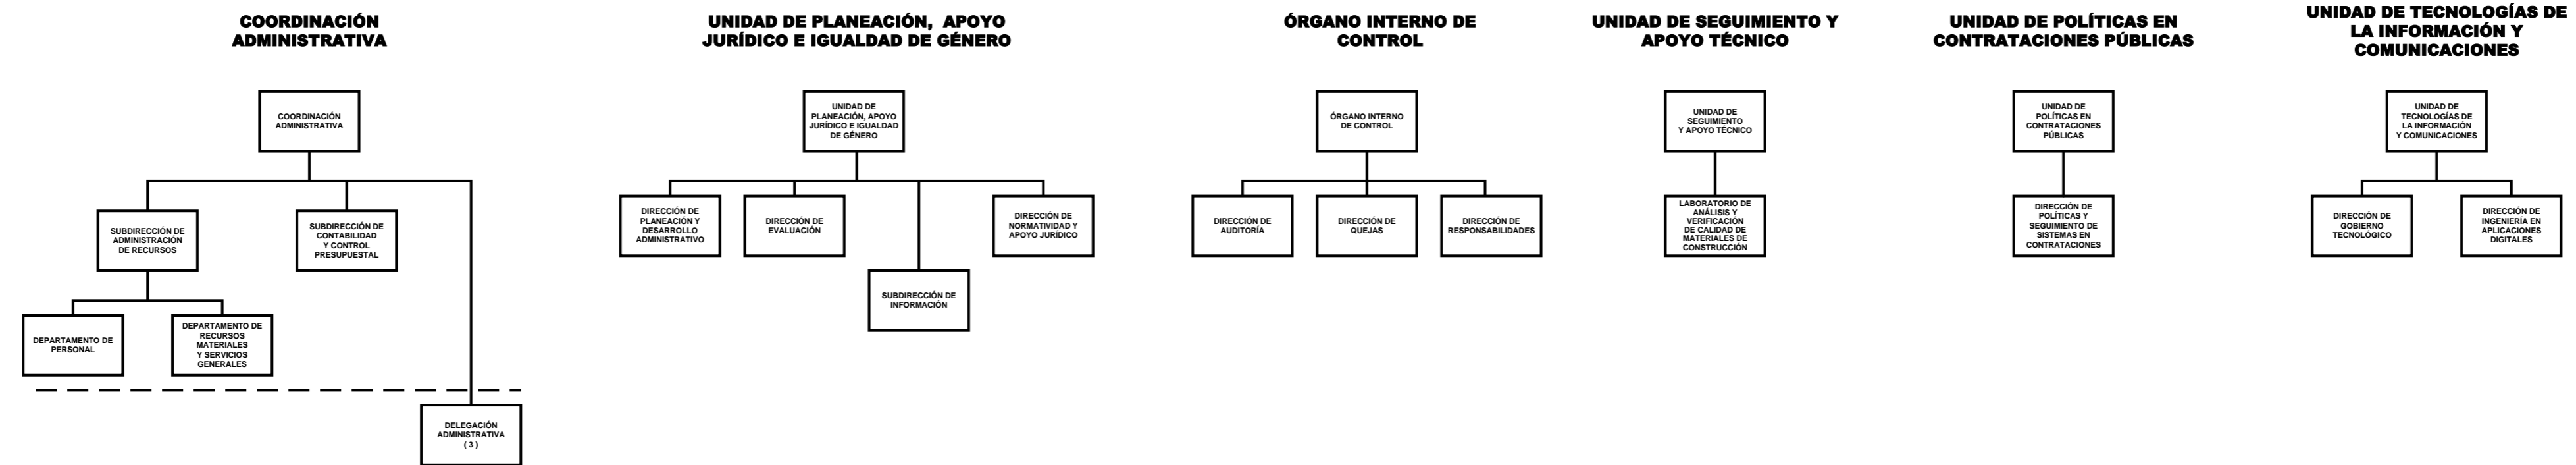 COORDINACIÓN
ADMINISTRATIVA
COORDINACIÓN
ADMINISTRATIVA
SUBDIRECCIÓN DE
ADMINISTRACIÓN
DE RECURSOS
SUBDIRECCIÓN DE
CONTABILIDAD
Y CONTROL
PRESUPUESTAL
DEPARTAMENTO DE
PERSONAL
DEPARTAMENTO DE
RECURSOS
MATERIALES
Y SERVICIOS
GENERALES
DELEGACIÓN
ADMINISTRATIVA
( 3 )
UNIDAD DE PLANEACIÓN, APOYO
JURÍDICO E IGUALDAD DE GÉNERO
UNIDAD DE
PLANEACIÓN, APOYO
JURÍDICO E IGUALDAD
DE GÉNERO
DIRECCIÓN DE
PLANEACIÓN Y
DESARROLLO
ADMINISTRATIVO
DIRECCIÓN DE
EVALUACIÓN
SUBDIRECCIÓN DE
INFORMACIÓN
DIRECCIÓN DE
NORMATIVIDAD Y
APOYO JURÍDICO
ÓRGANO INTERNO DE
CONTROL
ÓRGANO INTERNO
DE CONTROL
DIRECCIÓN DE
AUDITORÍA
DIRECCIÓN DE
QUEJAS
DIRECCIÓN DE
RESPONSABILIDADES
UNIDAD DE SEGUIMIENTO Y
APOYO TÉCNICO
UNIDAD DE
SEGUIMIENTO
Y APOYO TÉCNICO
LABORATORIO DE
ANÁLISIS Y
VERIFICACIÓN
DE CALIDAD DE
MATERIALES DE
CONSTRUCCIÓN
UNIDAD DE POLÍTICAS EN
CONTRATACIONES PÚBLICAS
UNIDAD DE
POLÍTICAS EN
CONTRATACIONES
PÚBLICAS
DIRECCIÓN DE
POLÍTICAS Y
SEGUIMIENTO DE
SISTEMAS EN
CONTRATACIONES
UNIDAD DE TECNOLOGÍAS DE
LA INFORMACIÓN Y
COMUNICACIONES
UNIDAD DE
TECNOLOGÍAS DE
LA INFORMACIÓN
Y COMUNICACIONES
DIRECCIÓN DE
GOBIERNO
TECNOLÓGICO
DIRECCIÓN DE
INGENIERÍA EN
APLICACIONES
DIGITALES